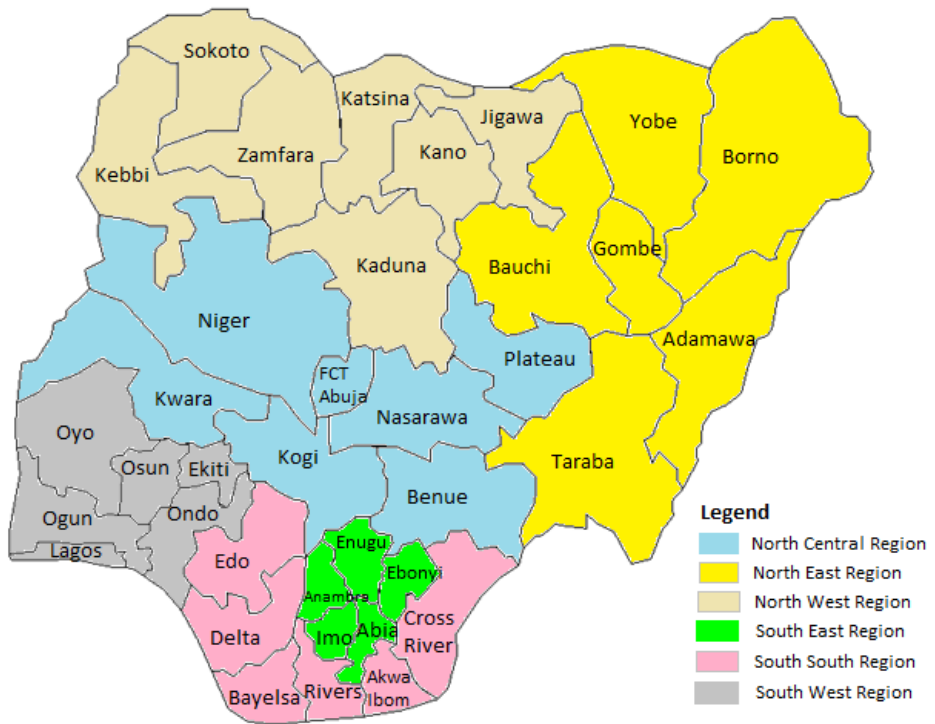 Sokoto
Katsina
Jigawa
Yobe
Zamfara
Kano
Borno
Kebbi
Gombe
Kaduna
Bauchi
Niger
Adamawa
Plateau
FCT
Abuja
Kwara
Nasarawa
Oyo
Kogi
Taraba
Osun
Ekiti
Benue
Ogun
Ondo
Lagos
Enugu
Edo
Ebonyi
Anambra
Delta
Imo
Abia
Cross
River
Bayelsa
Rivers
Akwa
Ibom
Legend
North Central Region
North East Region
North West Region
South East Region
South South Region
South West Region